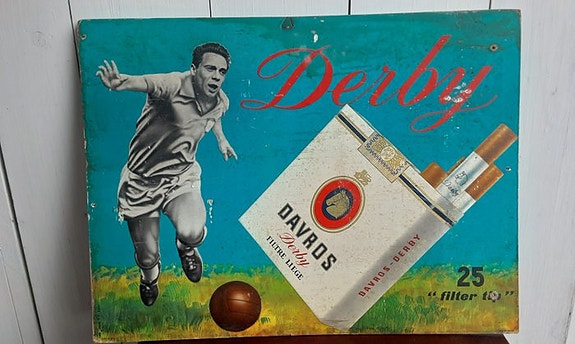 Derby
DAVROS
Derby
FILTRE LIEGE
DAVROS-DERBY
25
"filter tip"